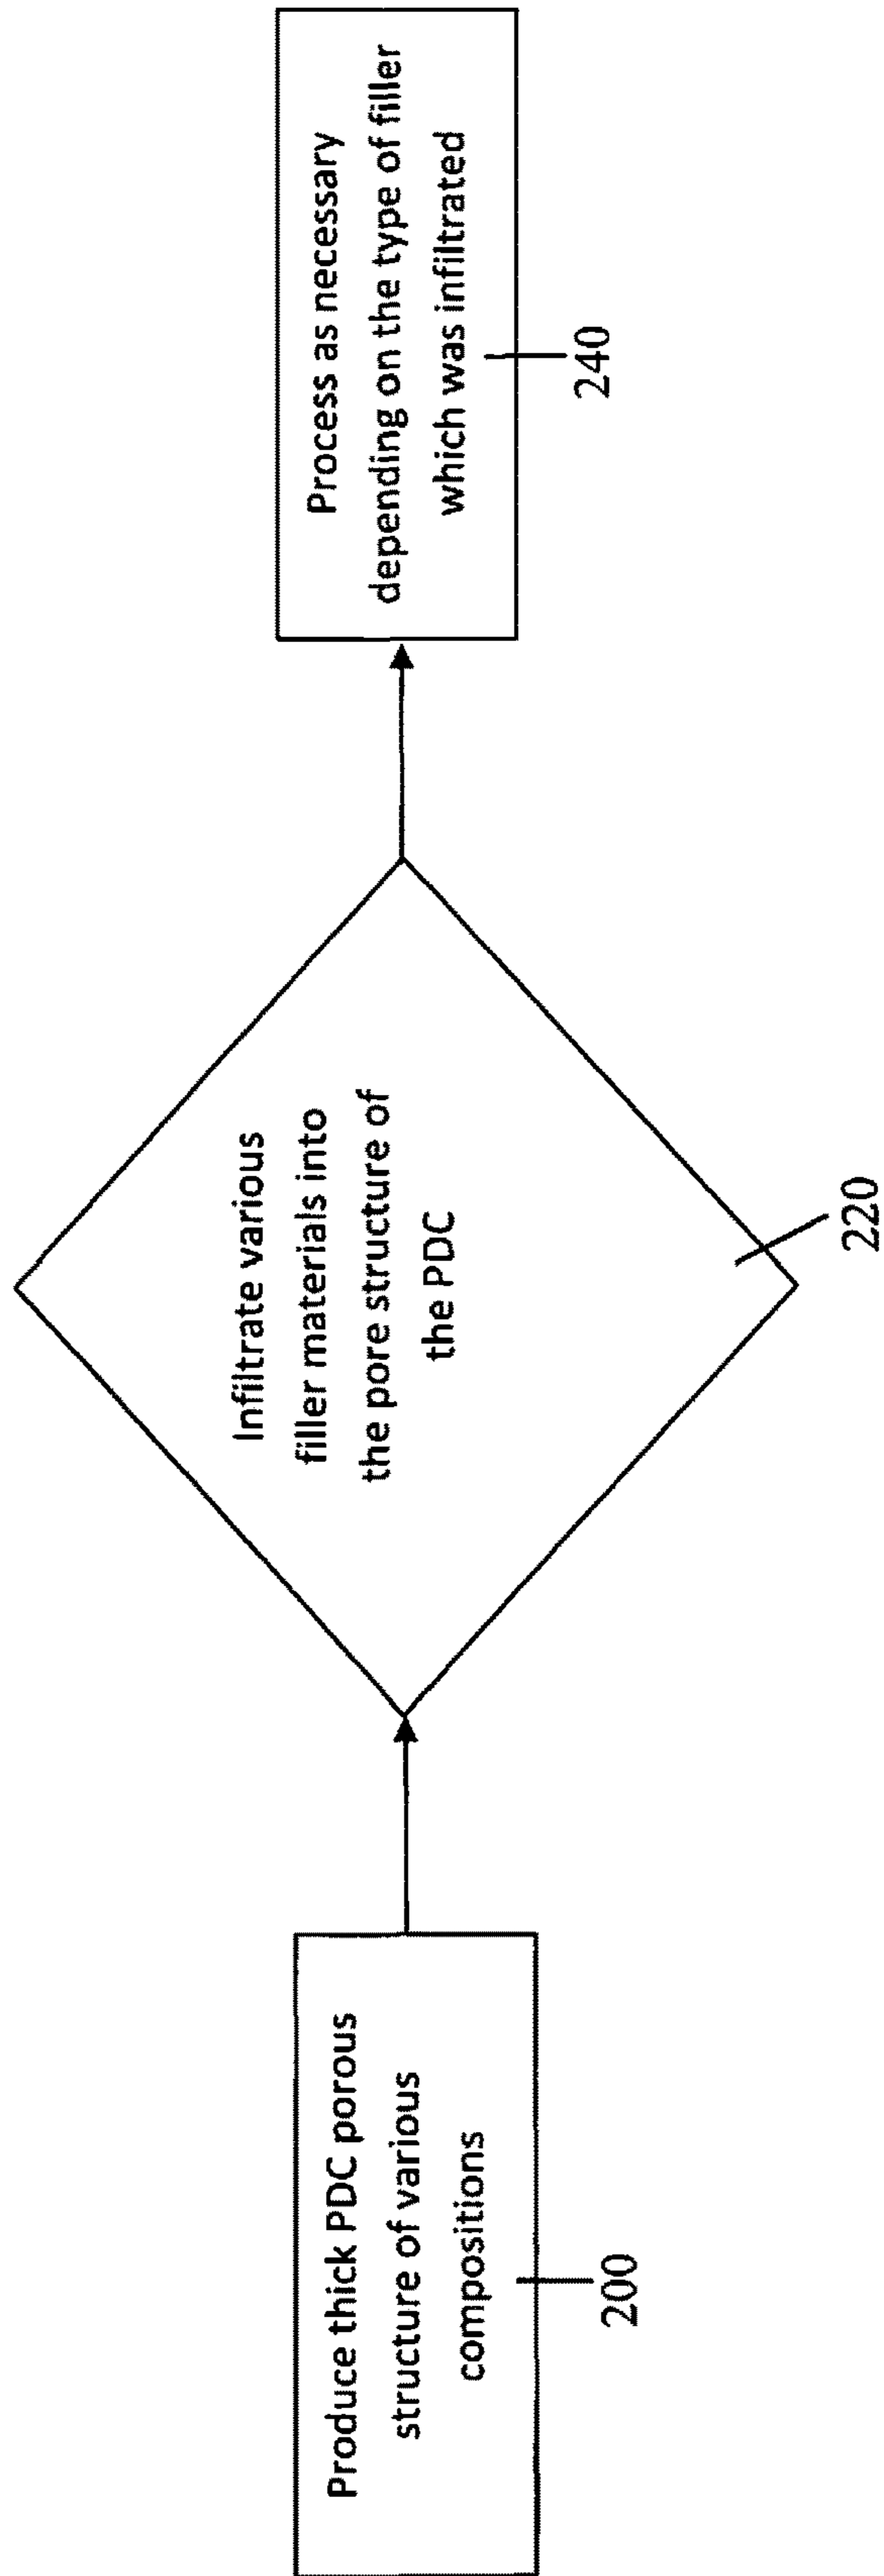 Produce thick PDC porous
structure of various
compositions
200
Infiltrate various
filler materials into
the pore structure of
the PDC
220
Process as necessary
depending on the type of filler
which was infiltrated
240